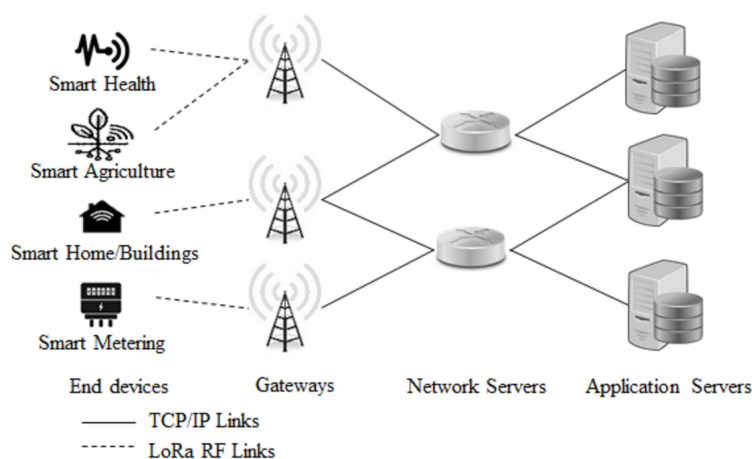 Smart Health
Smart Agriculture
Smart Home/Buildings
Smart Metering
End devices
Gateways
Network Servers
Application Servers
TCP/IP Links
LoRa RF Links